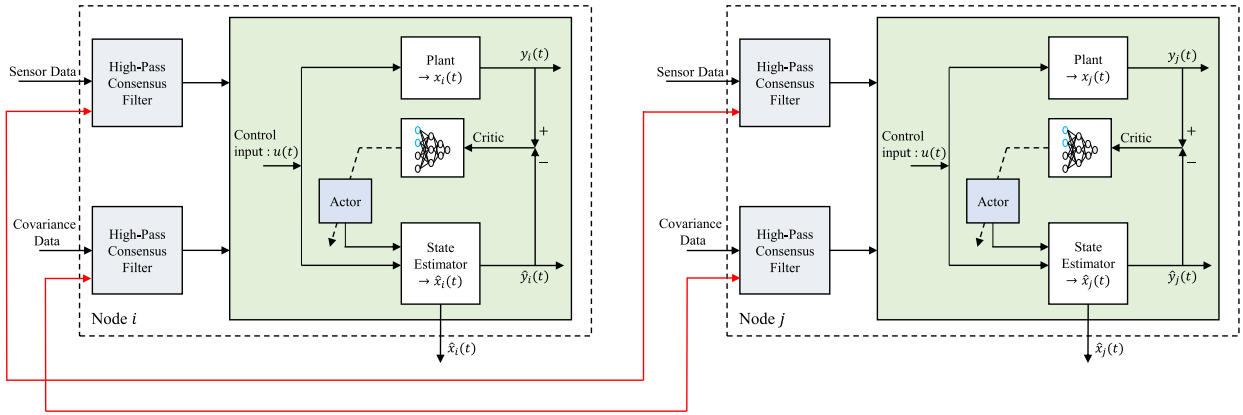 Sensor Data
High-Pass
Consensus
Filter
Plant
→ x_i(t)
y_i(t)
Control
input : u(t)
Critic
+
−
Actor
Covariance
Data
High-Pass
Consensus
Filter
State
Estimator
→ x̂_i(t)
ŷ_i(t)
Node i
x̂_i(t)
Sensor Data
High-Pass
Consensus
Filter
Plant
→ x_j(t)
y_j(t)
Control
input : u(t)
Critic
+
−
Actor
Covariance
Data
High-Pass
Consensus
Filter
State
Estimator
→ x̂_j(t)
ŷ_j(t)
Node j
x̂_j(t)